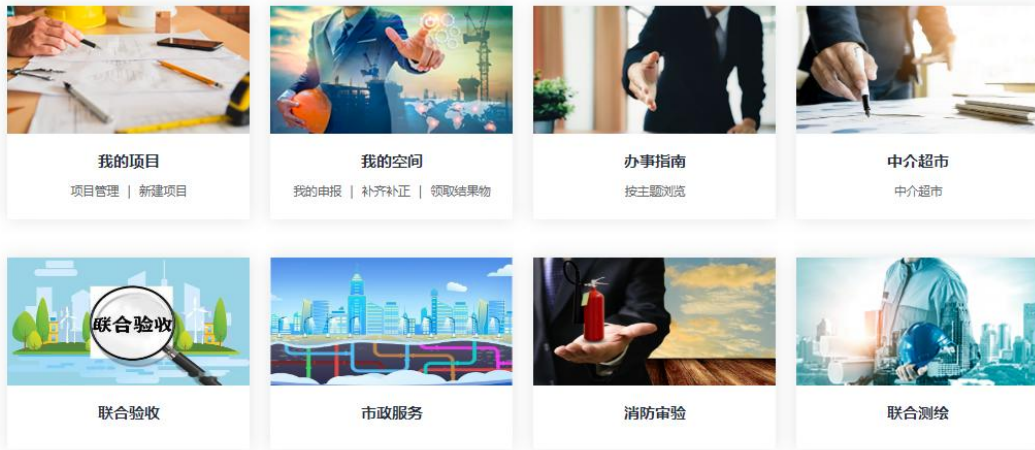 我的项目
项目管理 | 新建项目
我的空间
我的申报 | 补齐补正 | 领取结果物
办事指南
按主题浏览
中介超市
中介超市
联合验收
联合验收
市政服务
消防审验
联合测绘